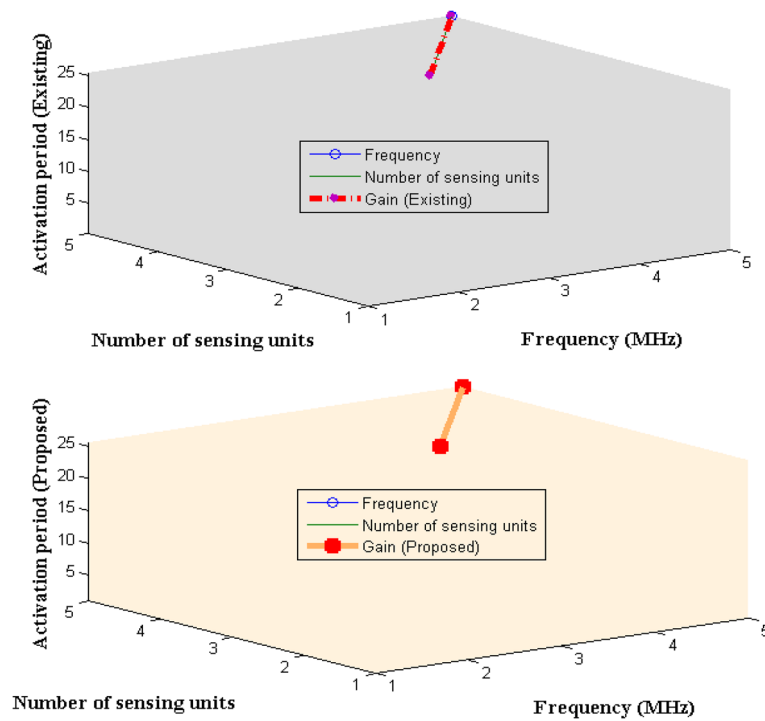 Activation period (Existing)
25
20
15
10
5
5
4
3
2
1
1
2
3
4
5
Frequency
Number of sensing units
Gain (Existing)
Number of sensing units
Frequency (MHz)
Activation period (Proposed)
25
20
15
10
5
5
4
3
2
1
1
2
3
4
5
Frequency
Number of sensing units
Gain (Proposed)
Number of sensing units
Frequency (MHz)